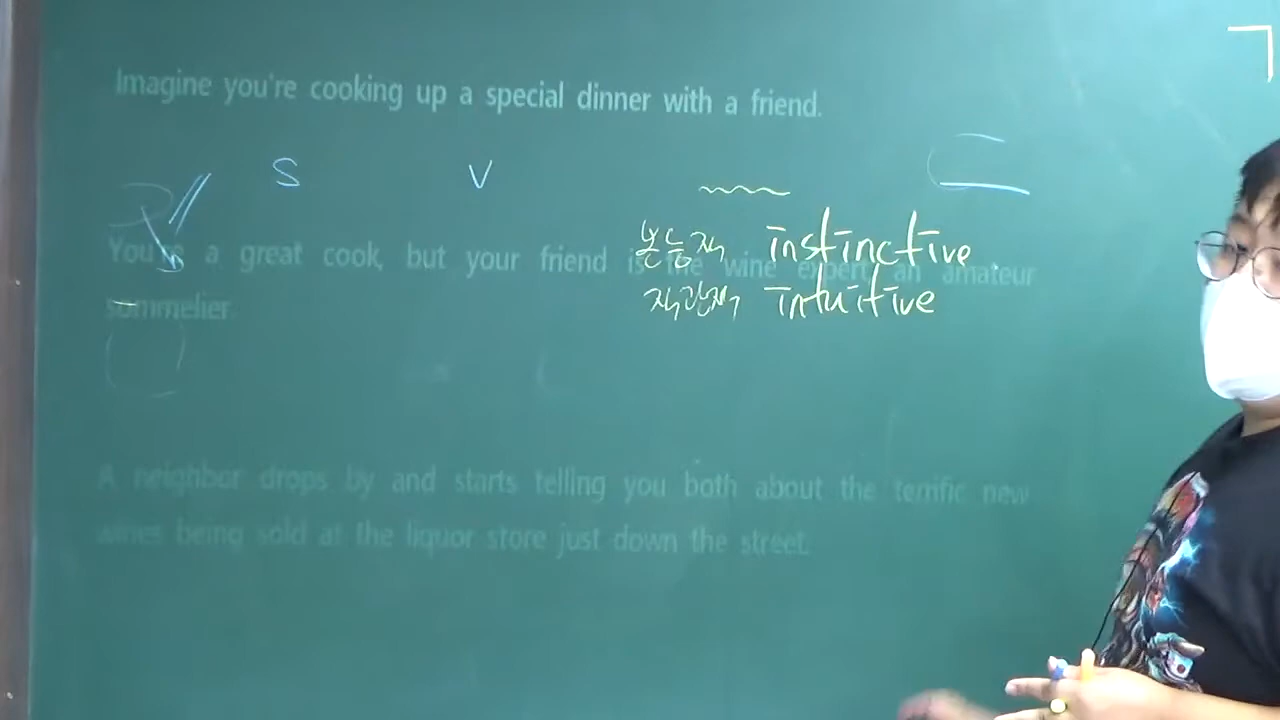 Imagine you're cooking up a special dinner with a friend.
S V
You're a great cook, but your friend is the wine expert, an amateur
sommelier.
본능적 instinctive
직관적 intuitive
A neighbor drops by and starts telling you both about the terrific new
wines being sold at the liquor store just down the street.